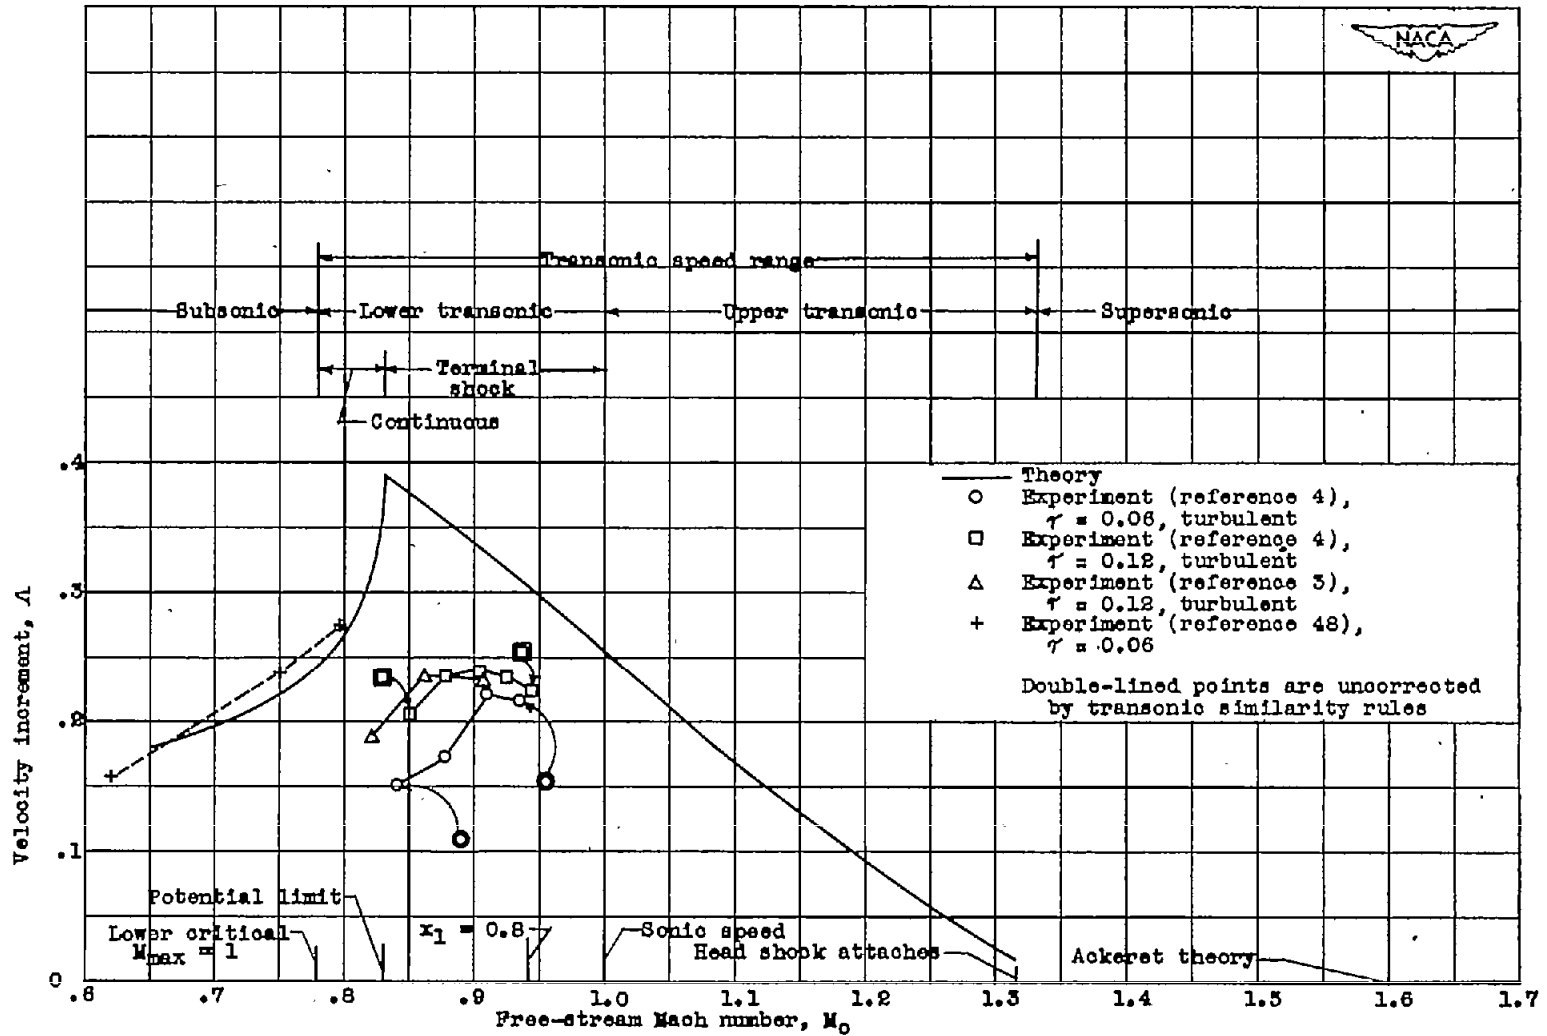 NACA
Transonic speed range
Subsonic Lower transonic Upper transonic Supersonic
Terminal
shock
Continuous
.4
.3
.2
.1
0
Velocity increment, Λ
Theory
Experiment (reference 4),
τ = 0.06, turbulent
Experiment (reference 4),
τ = 0.12, turbulent
Experiment (reference 3),
τ = 0.12, turbulent
Experiment (reference 48),
τ = 0.06
Double-lined points are uncorrected
by transonic similarity rules
Potential limit
Lower critical
M_max = 1
x_1 = 0.8
Sonic speed
Head shock attaches
Ackeret theory
.6 .7 .8 .9 1.0 1.1 1.2 1.3 1.4 1.5 1.6 1.7
Free-stream Mach number, M_o